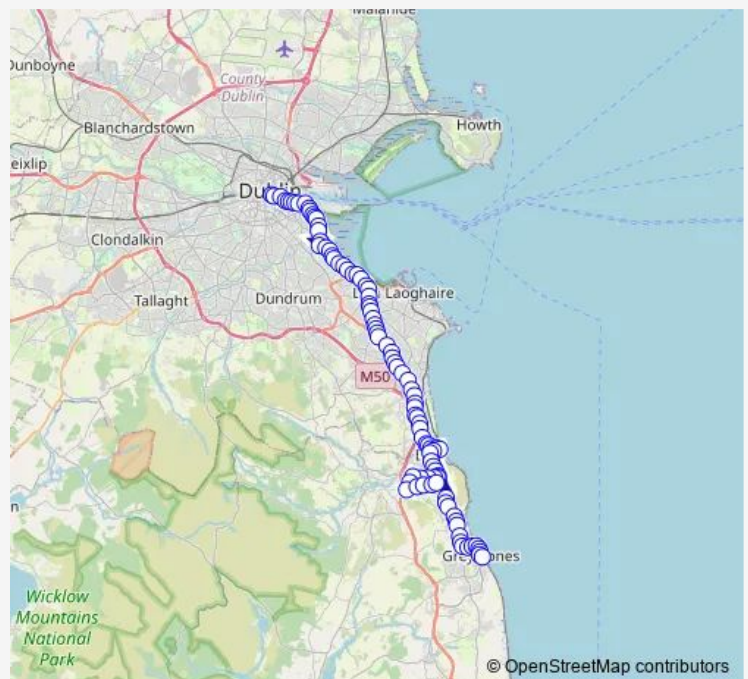 Malahide
Dunboyne
County
Dublin
Blanchardstown
Howth
eixlip
Dublin
Clondalkin
Tallaght
Dundrum
Laoghaire
M50
n
Greystones
Wicklow
Mountains
National
Park
© OpenStreetMap contributors